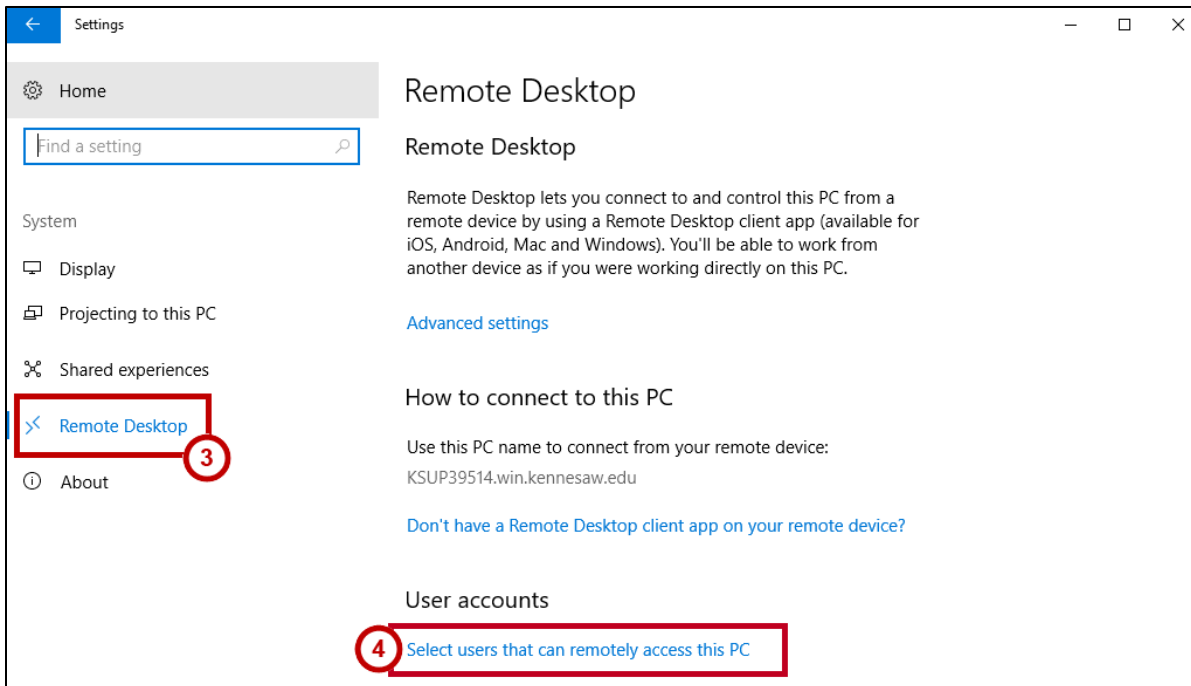 Settings
Home
Find a setting
System
Display
Projecting to this PC
Shared experiences
Remote Desktop
3
About
Remote Desktop
Remote Desktop
Remote Desktop lets you connect to and control this PC from a
remote device by using a Remote Desktop client app (available for
iOS, Android, Mac and Windows). You'll be able to work from
another device as if you were working directly on this PC.
Advanced settings
How to connect to this PC
Use this PC name to connect from your remote device:
KSUP39514.win.kennesaw.edu
Don't have a Remote Desktop client app on your remote device?
User accounts
4
Select users that can remotely access this PC